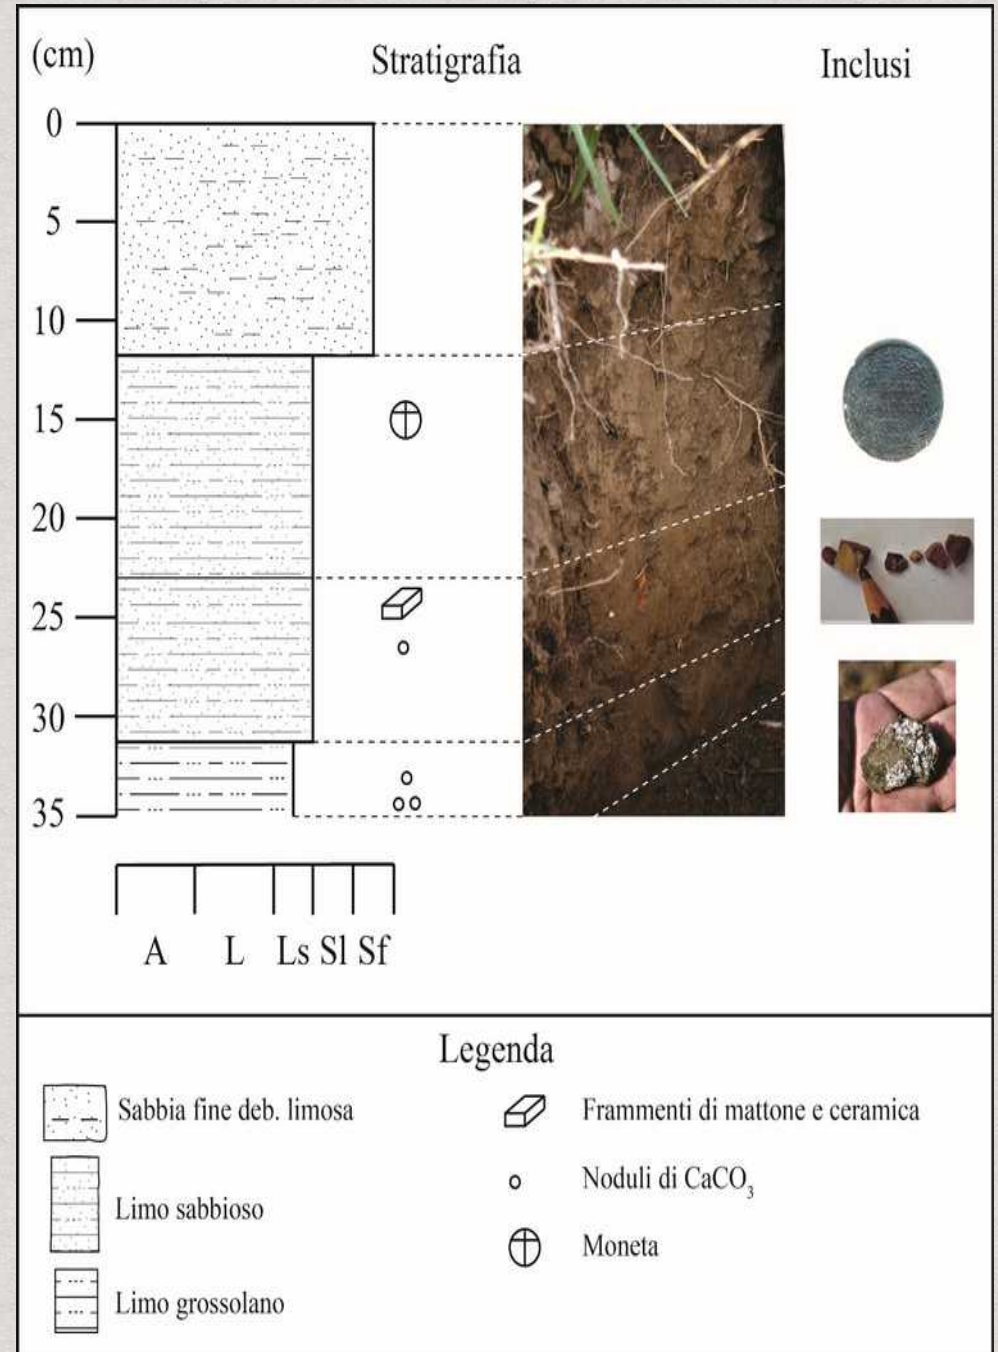 (cm) Stratigrafia Inclusi
0
5
10
15
20
25
30
35
A L Ls Sl Sf
Legenda
Sabbia fine deb. limosa
Limo sabbioso
Limo grossolano
Frammenti di mattone e ceramica
Noduli di CaCO₃
Moneta